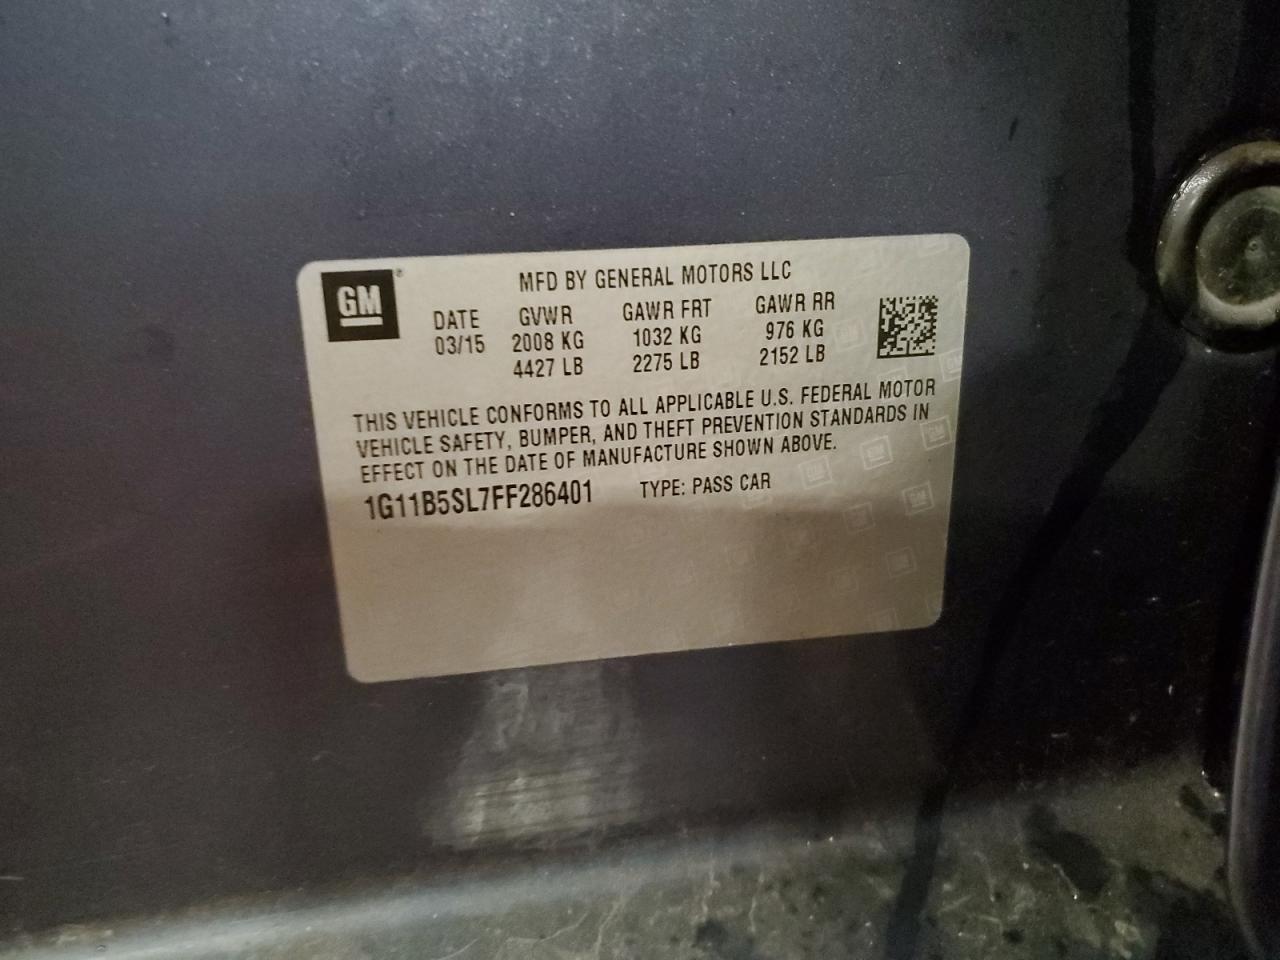 GM®
MFD BY GENERAL MOTORS LLC
DATE GVWR GAWR FRT GAWR RR
03/15 2008 KG 1032 KG 976 KG
4427 LB 2275 LB 2152 LB
THIS VEHICLE CONFORMS TO ALL APPLICABLE U.S. FEDERAL MOTOR
VEHICLE SAFETY, BUMPER, AND THEFT PREVENTION STANDARDS IN
EFFECT ON THE DATE OF MANUFACTURE SHOWN ABOVE.
1G11B5SL7FF286401 TYPE: PASS CAR